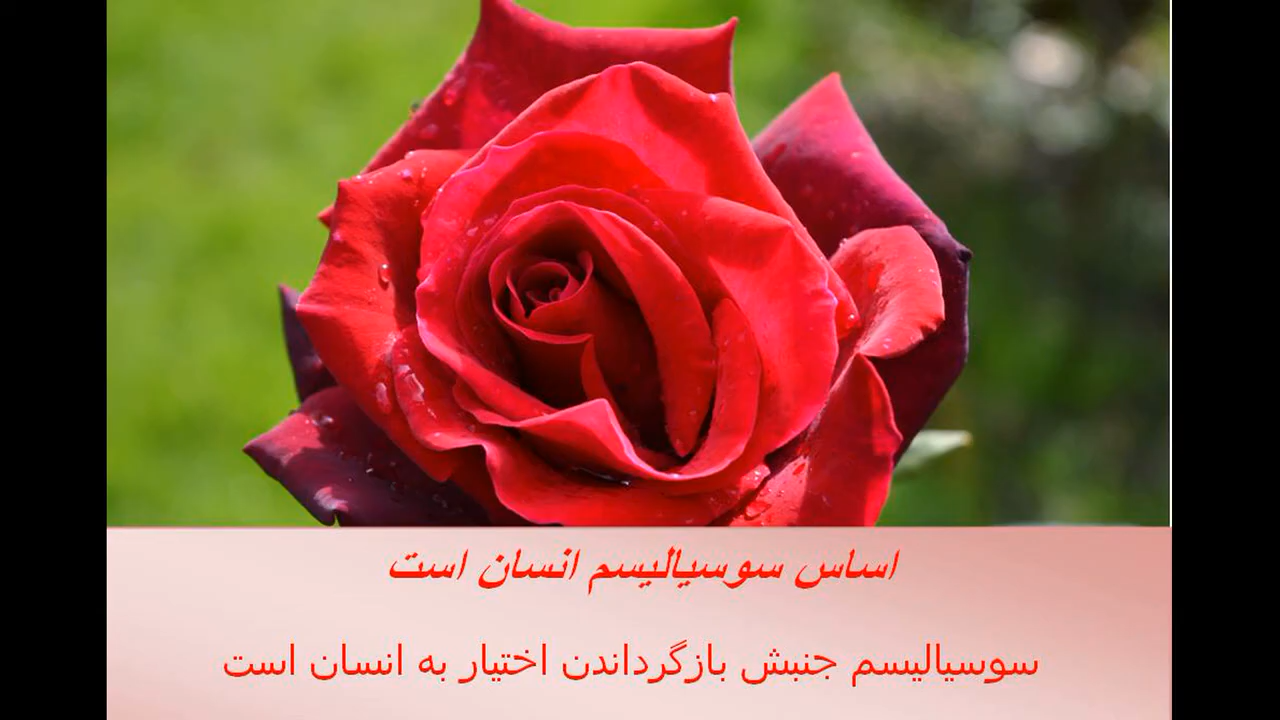 اساس سوسیالیسم انسان است
سوسیالیسم جنبش بازگرداندن اختیار به انسان است